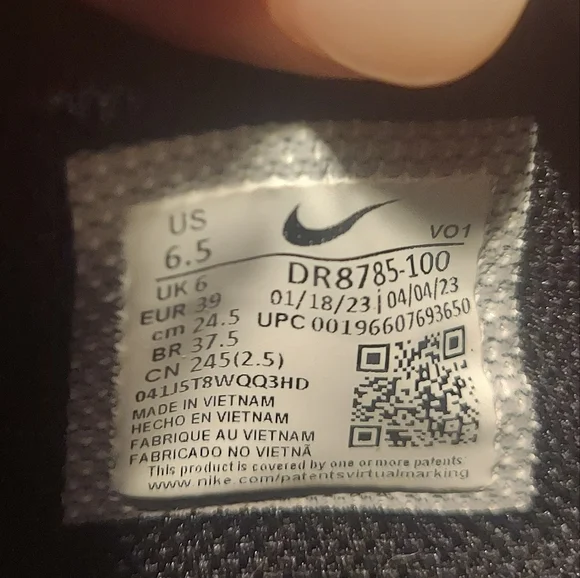 US
6.5
VO1
UK 6
EUR 39
cm 24.5
BR 37.5
CN 245(2.5)
DR8785-100
01/18/23 | 04/04/23
UPC 00196607693650
041J5T8WQQ3HD
MADE IN VIETNAM
HECHO EN VIETNAM
FABRIQUE AU VIETNAM
FABRICADO NO VIETNÃ
This product is covered by one or more patents
www.nike.com/patentsvirtualmarking